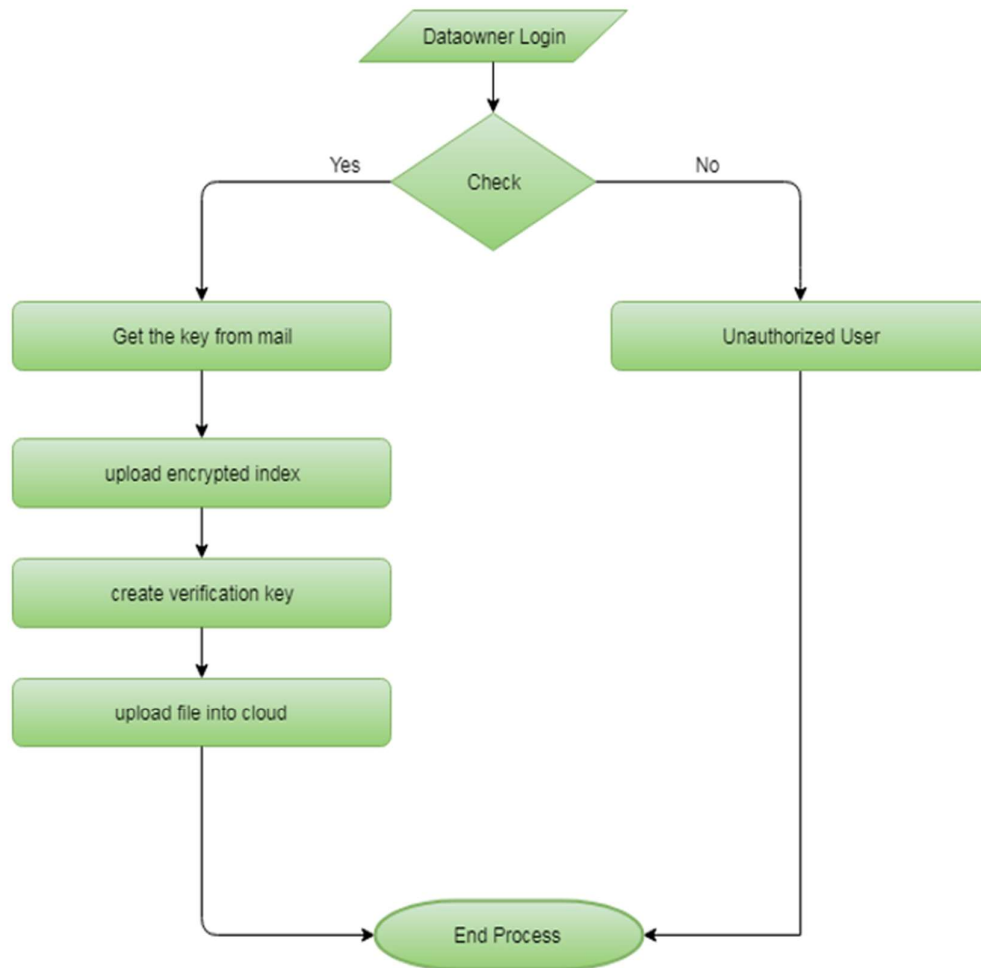 Dataowner Login
Yes
Check
No
Get the key from mail
Unauthorized User
upload encrypted index
create verification key
upload file into cloud
End Process